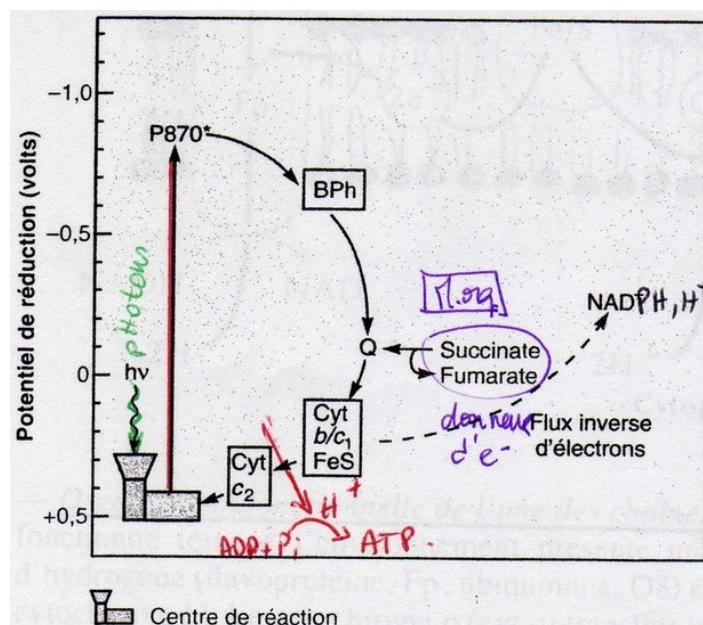 Potentiel de réduction (volts)
–1,0
–0,5
0
+0,5
P870*
BPh
pHotons
hν
M.org
NADPH, H+
Q
Succinate
Fumarate
Cyt
b/c1
FeS
donneur
d'e-
Flux inverse
d'électrons
Cyt
c2
H+
ADP+Pi
ATP
Centre de réaction